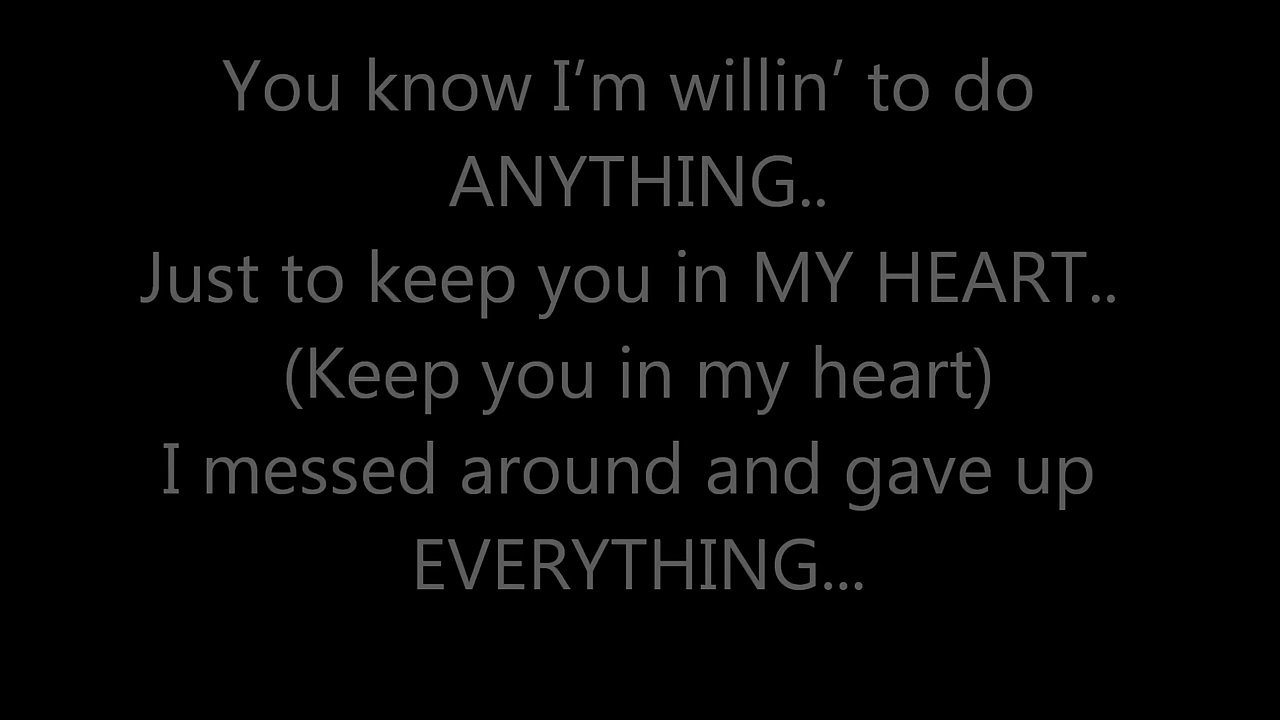 You know I’m willin’ to do
ANYTHING..
Just to keep you in MY HEART..
(Keep you in my heart)
I messed around and gave up
EVERYTHING...